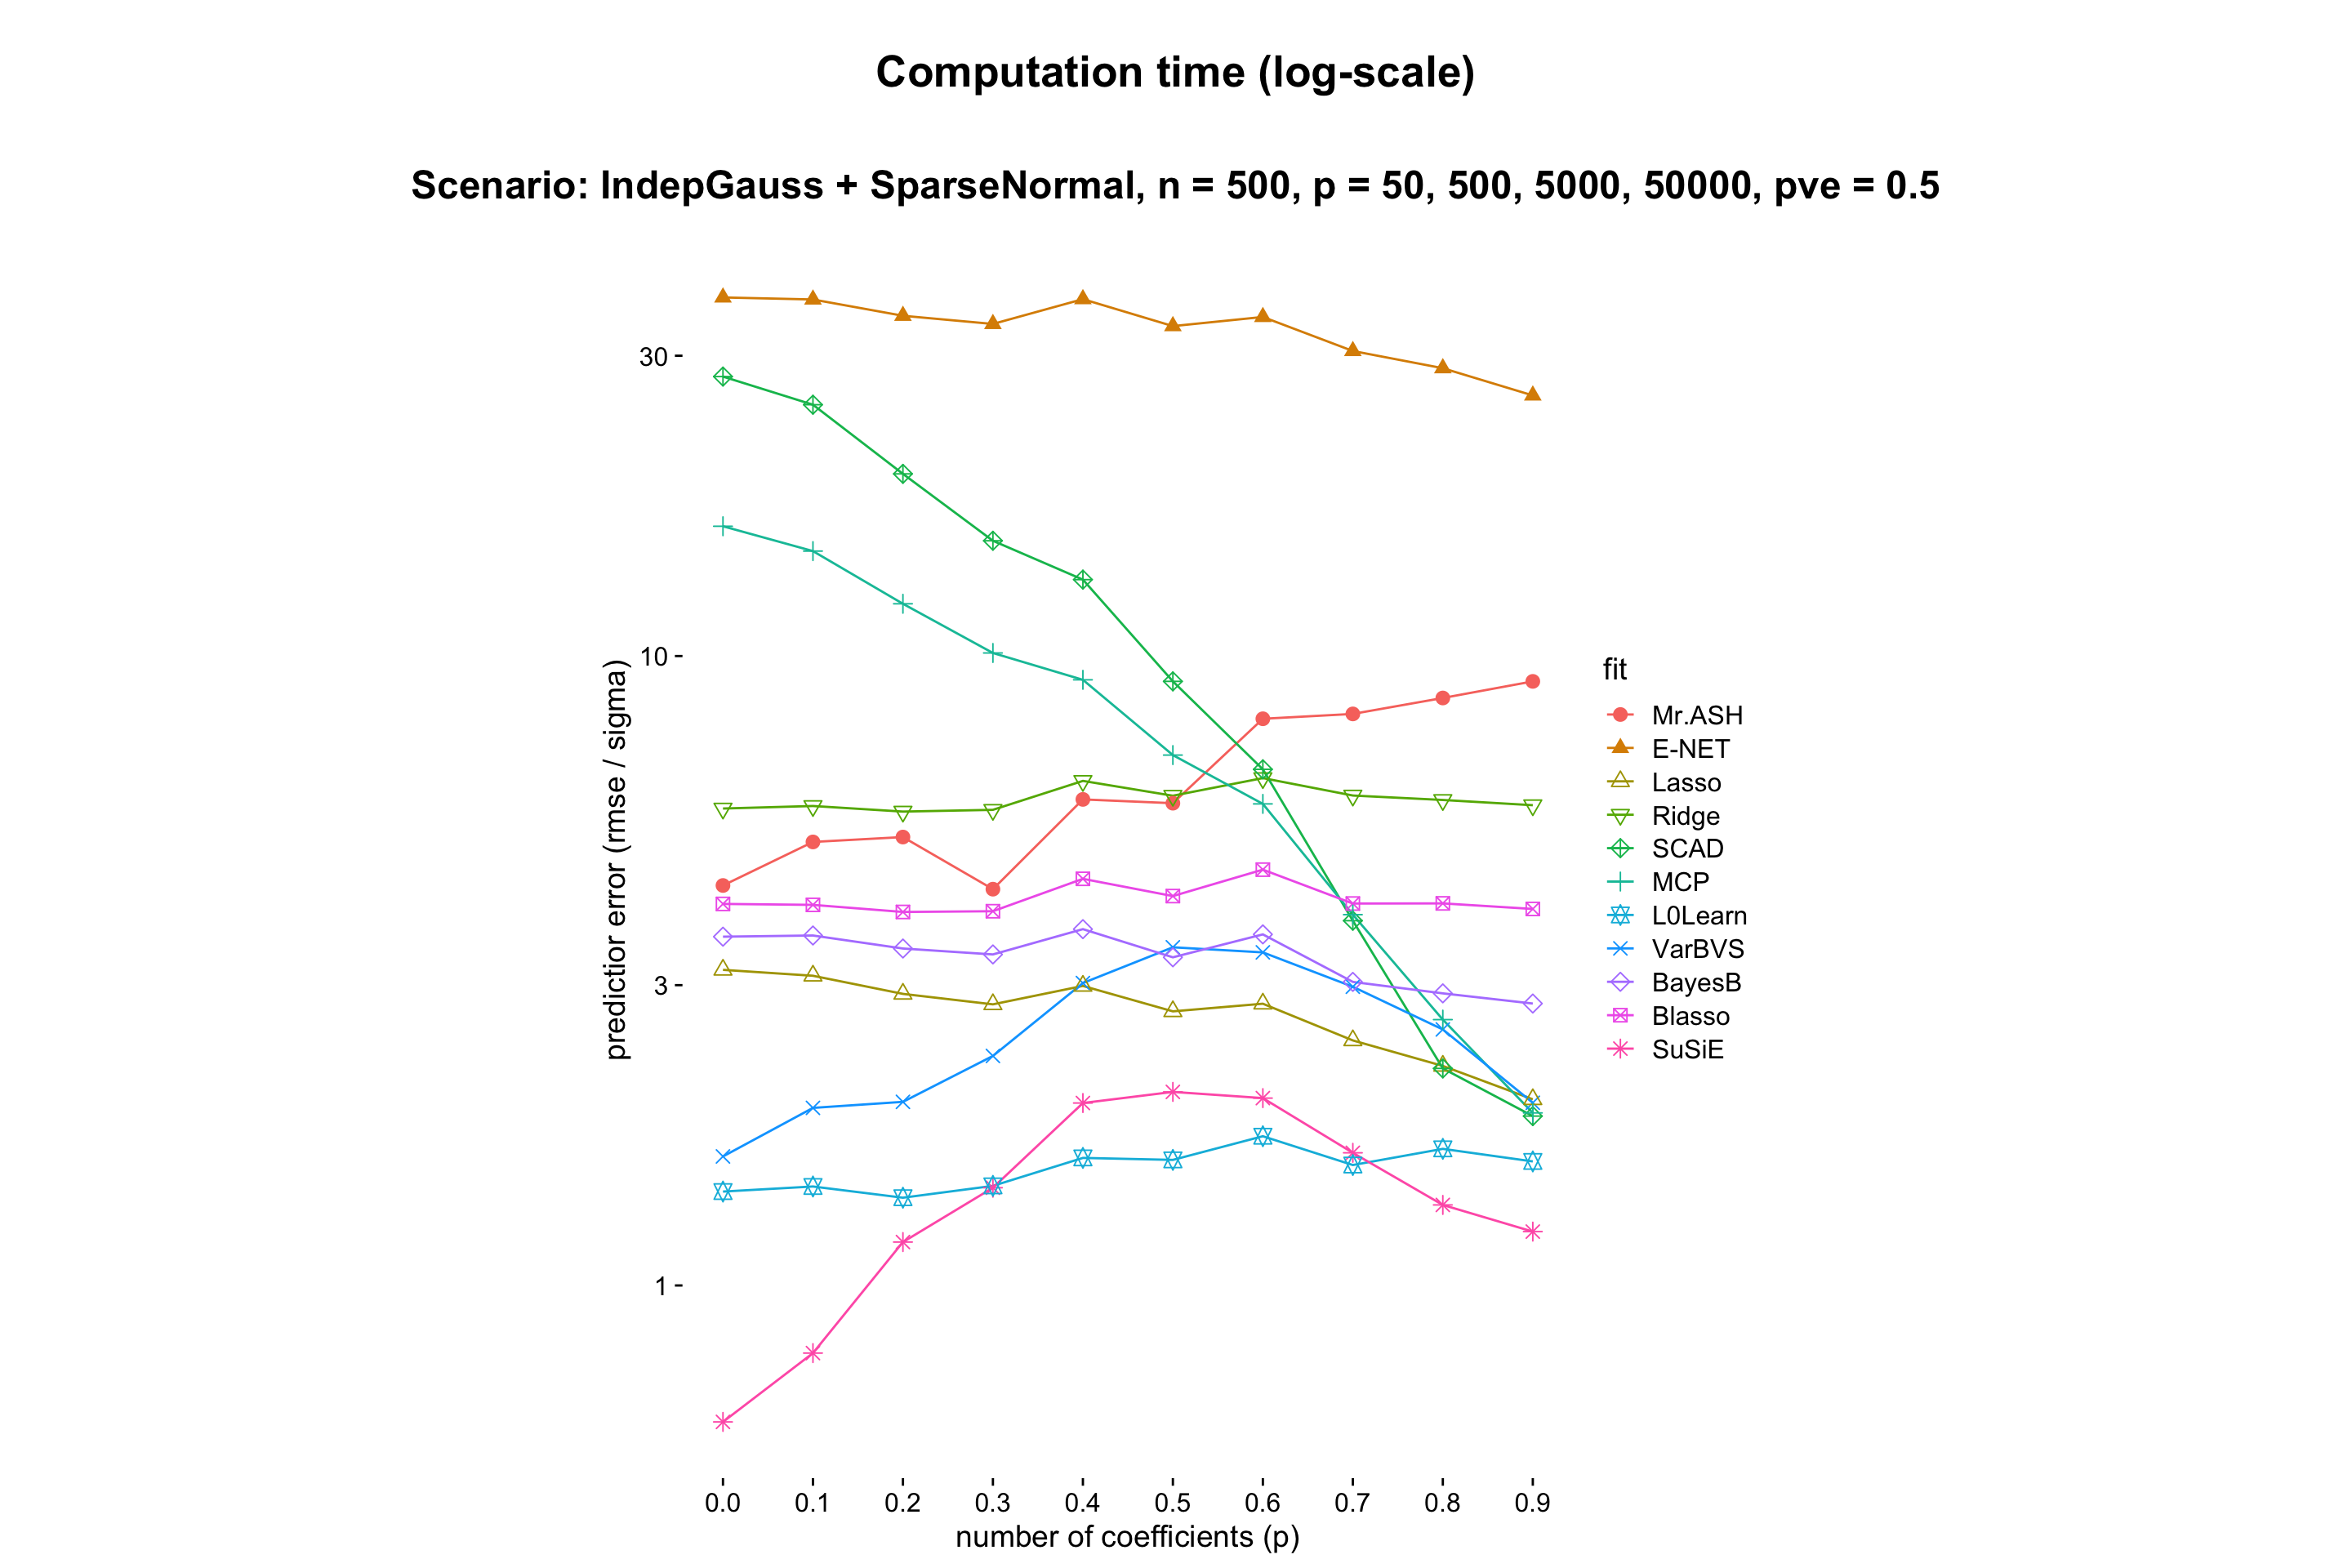 Computation time (log-scale)
Scenario: IndepGauss + SparseNormal, n = 500, p = 50, 500, 5000, 50000, pve = 0.5
predictior error (rmse / sigma)
30
10
3
1
0.0 0.1 0.2 0.3 0.4 0.5 0.6 0.7 0.8 0.9
number of coefficients (p)
fit
Mr.ASH
E-NET
Lasso
Ridge
SCAD
MCP
L0Learn
VarBVS
BayesB
Blasso
SuSiE